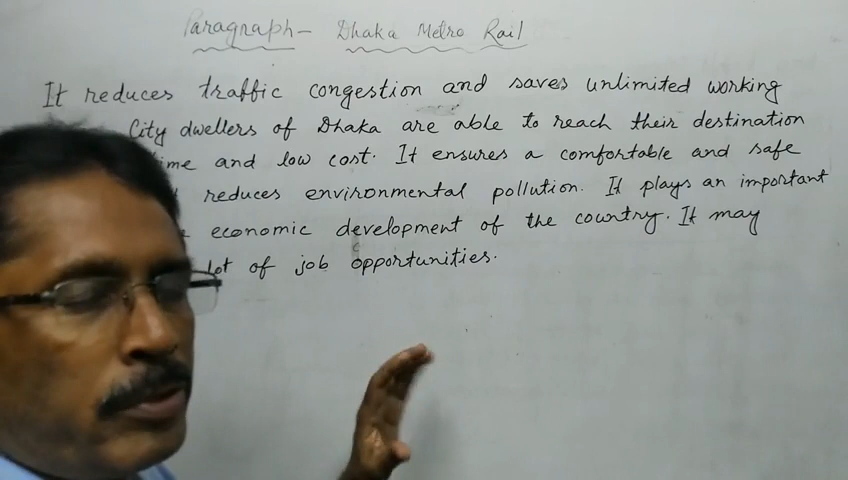 Paragraph- Dhaka Metro Rail
It reduces traffic congestion and saves unlimited working
City dwellers of Dhaka are able to reach their destination
time and low cost. It ensures a comfortable and safe
reduces environmental pollution. It plays an important
economic development of the country. It may
lot of job opportunities.